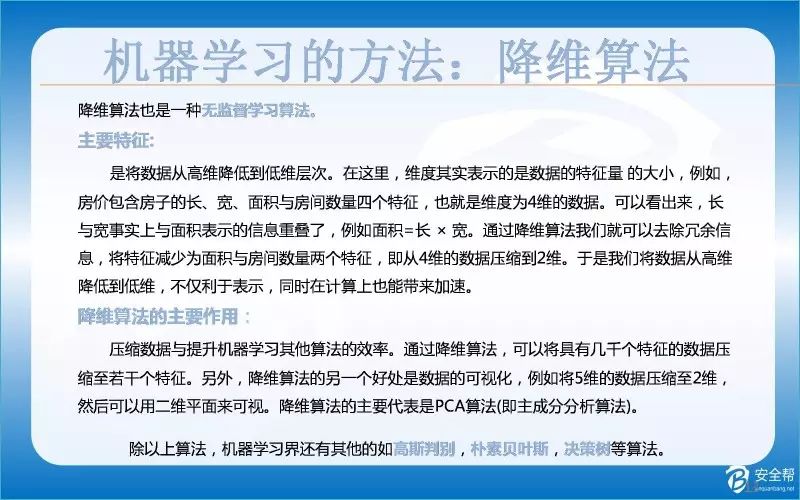 机器学习的方法：降维算法
降维算法也是一种无监督学习算法。
主要特征:
是将数据从高维降低到低维层次。在这里，维度其实表示的是数据的特征量 的大小，例如，
房价包含房子的长、宽、面积与房间数量四个特征，也就是维度为4维的数据。可以看出来，长
与宽事实上与面积表示的信息重叠了，例如面积=长 × 宽。通过降维算法我们就可以去除冗余信
息，将特征减少为面积与房间数量两个特征，即从4维的数据压缩到2维。于是我们将数据从高维
降低到低维，不仅利于表示，同时在计算上也能带来加速。
降维算法的主要作用：
压缩数据与提升机器学习其他算法的效率。通过降维算法，可以将具有几千个特征的数据压
缩至若干个特征。另外，降维算法的另一个好处是数据的可视化，例如将5维的数据压缩至2维，
然后可以用二维平面来可视。降维算法的主要代表是PCA算法(即主成分分析算法)。
除以上算法，机器学习界还有其他的如高斯判别，朴素贝叶斯，决策树等算法。
安全帮